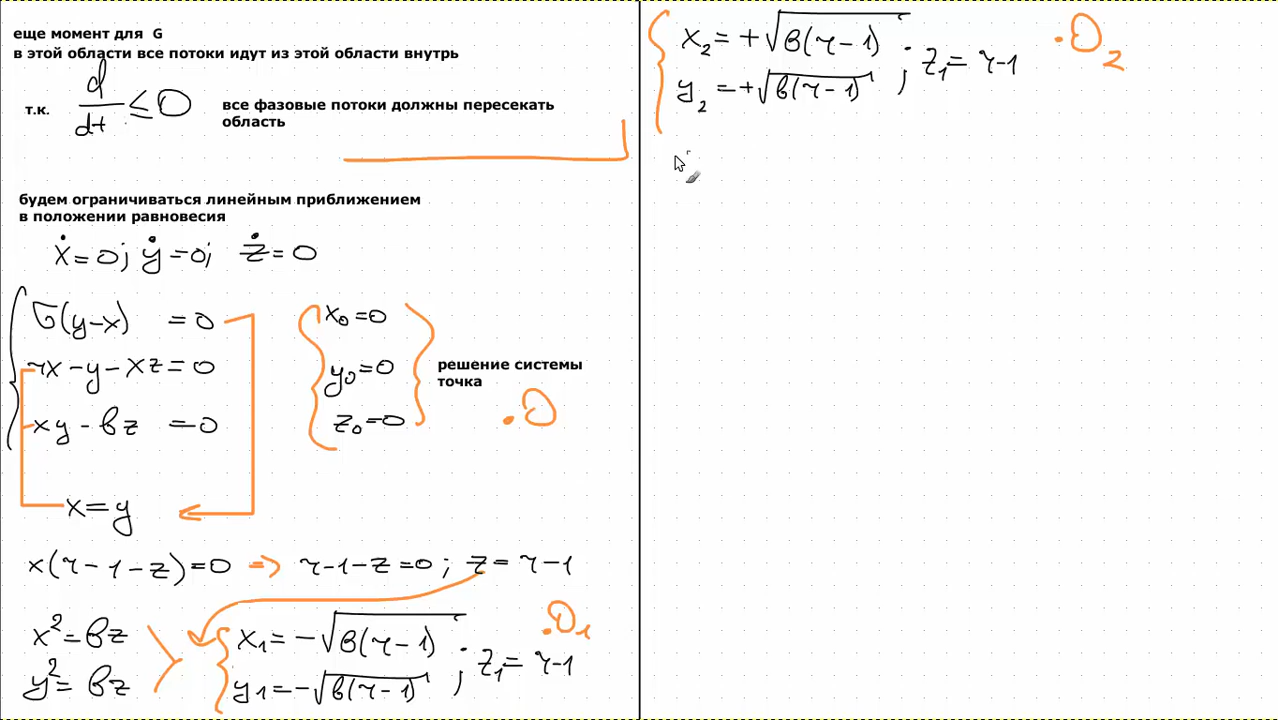 еще момент для G
в этой области все потоки идут из этой области внутрь
т.к. d/dt ≤ 0 все фазовые потоки должны пересекать
область
будем ограничиваться линейным приближением
в положении равновесия
ẋ=0; ẏ=0; ż=0
σ(y-x) = 0
rx-y-xz=0
xy-bz = 0
x0=0
y0=0
z0=0
решение системы
точка
.O
x=y
x(r-1-z)=0 => r-1-z=0; z=r-1
x²=bz
y²=bz
x1=-√b(r-1)
y1=-√b(r-1) ; z1=r-1
.O1
x2=+√b(r-1)
y2=+√b(r-1) ; z1=r-1
.O2